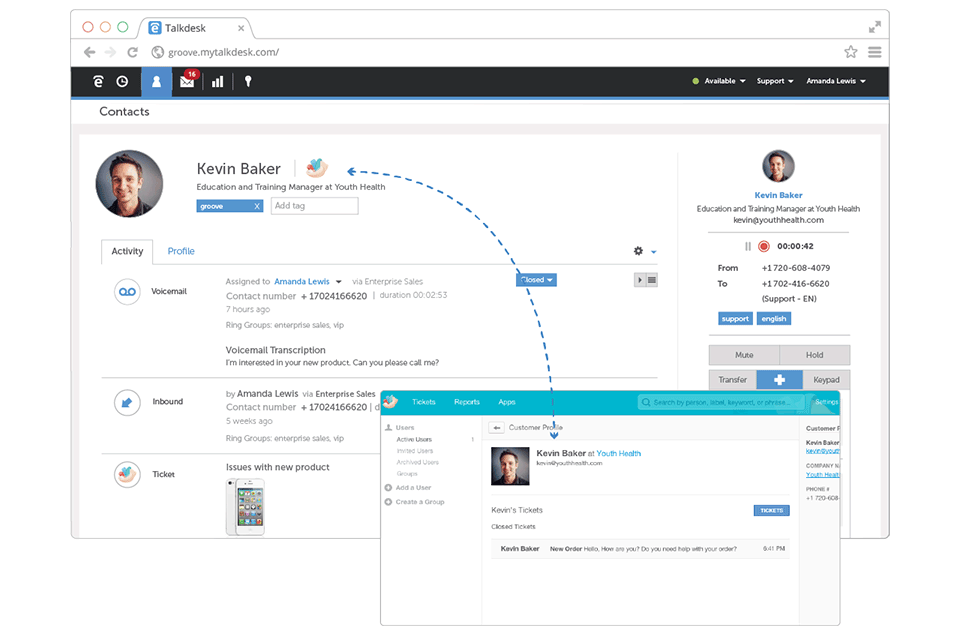 Talkdesk
groove.mytalkdesk.com/
16
Available
Support
Amanda Lewis
Contacts
Kevin Baker
Education and Training Manager at Youth Health
groove X
Add tag
Activity
Profile
Voicemail
Assigned to Amanda Lewis via Enterprise Sales
Closed
Contact number + 17024166620 | duration 00:02:53
7 hours ago
Ring Groups: enterprise sales, vip
Voicemail Transcription
I'm interested in your new product. Can you please call me?
Inbound
by Amanda Lewis via Enterprise Sales
Contact number + 17024166620 | d
5 weeks ago
Ring Groups: enterprise sales, vip
Ticket
Issues with new product
Kevin Baker
Education and Training Manager at Youth Health
kevin@youthhealth.com
00:00:42
From +1 720-608-4079
To +1 702-416-6620
(Support - EN)
support english
Mute Hold
Transfer Keypad
Tickets Reports Apps
Search by person, label, keyword, or phrase...
Settings
Users
Active Users 1
Invited Users
Archived Users
Groups
Add a User
Create a Group
Customer Profile
Kevin Baker at Youth Health
kevin@youthhealth.com
Kevin's Tickets
TICKETS
Closed Tickets
Kevin Baker New Order Hello, How are you? Do you need help with your order? 6:41 PM
Customer P
Kevin Baker
kevin@youth
COMPANY N
Youth Healt
PHONE #
+1 720-608-